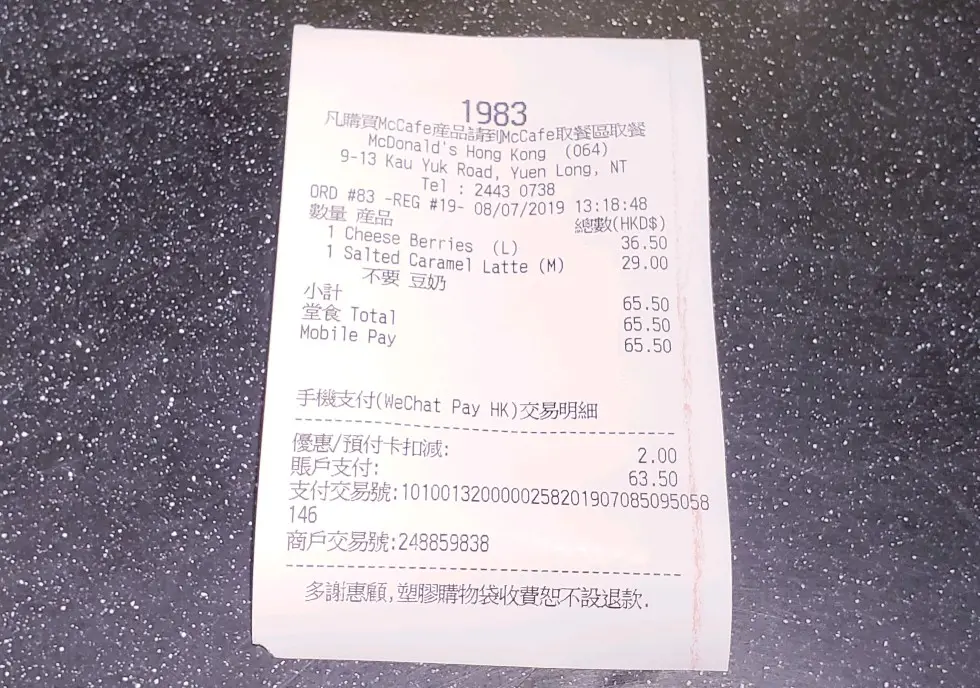 1983
凡購買McCafe產品請到McCafe取餐區取餐
McDonald's Hong Kong (064)
9-13 Kau Yuk Road, Yuen Long, NT
Tel : 2443 0738
ORD #83 -REG #19- 08/07/2019 13:18:48
數量 產品 總數(HKD$)
1 Cheese Berries (L) 36.50
1 Salted Caramel Latte (M) 29.00
不要 豆奶
小計 65.50
堂食 Total 65.50
Mobile Pay 65.50
手機支付(WeChat Pay HK)交易明細
優惠/預付卡扣減: 2.00
賬戶支付: 63.50
支付交易號:1010013200000258201907085095058
146
商戶交易號:248859838
多謝惠顧,塑膠購物袋收費恕不設退款.